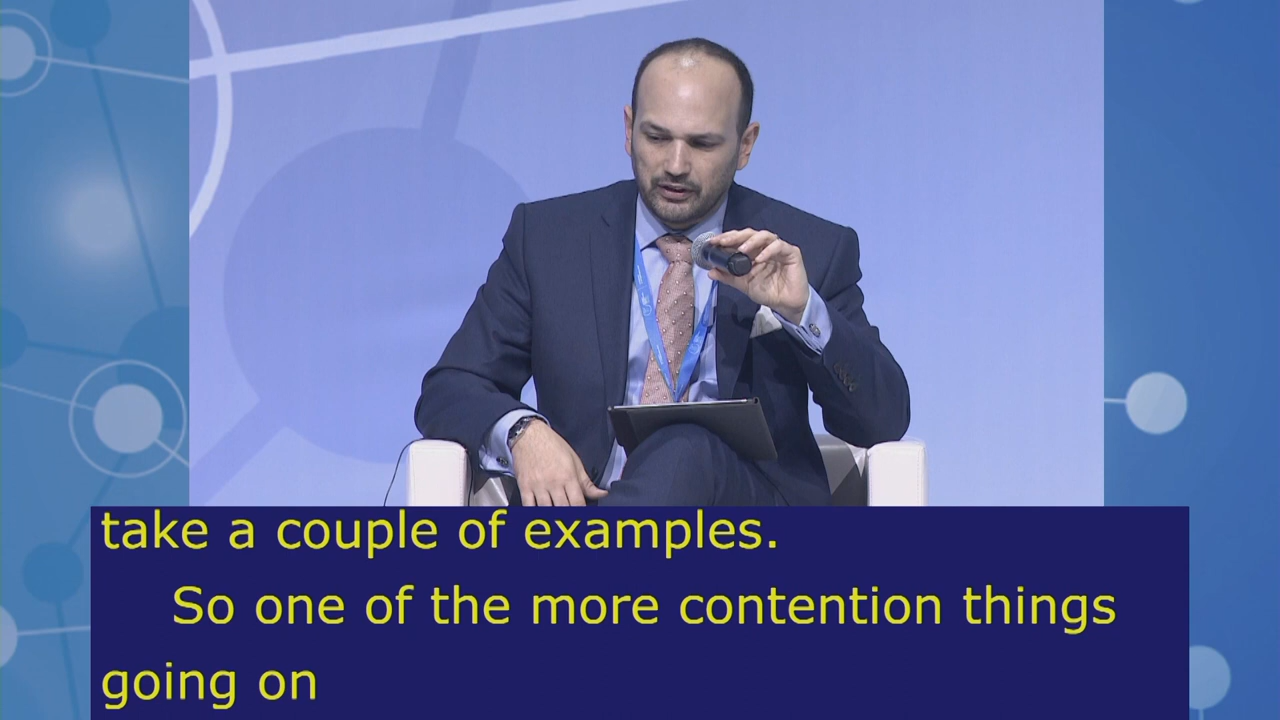 take a couple of examples.
So one of the more contention things
going on